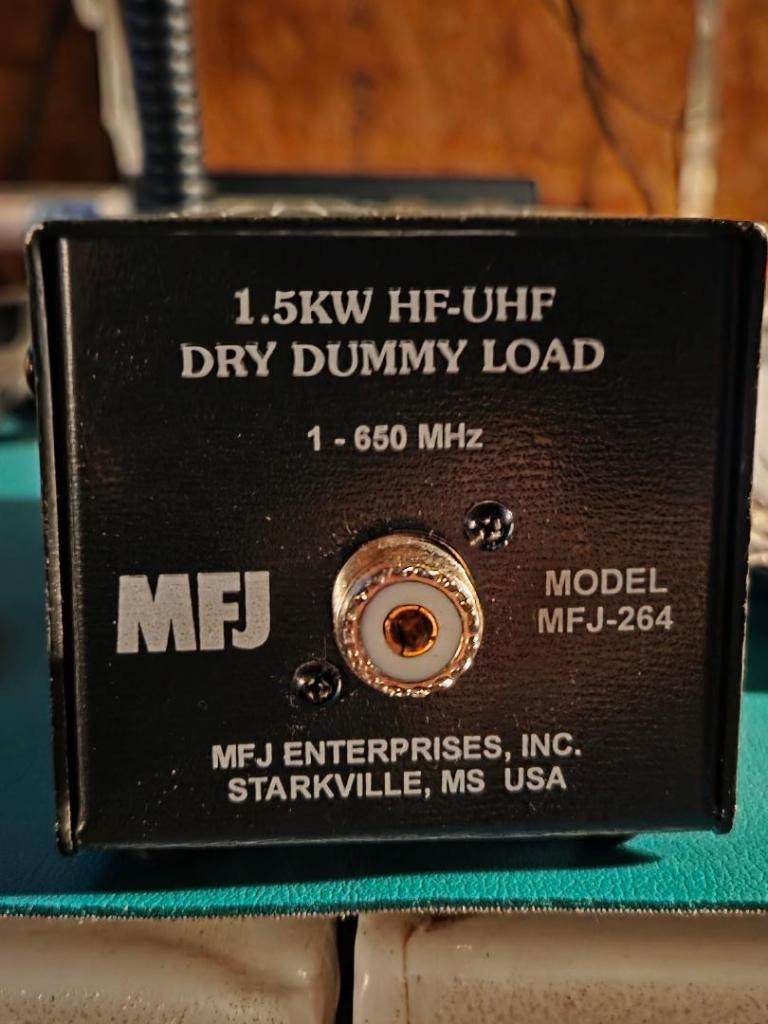 1.5KW HF-UHF
DRY DUMMY LOAD
1 - 650 MHz
MFJ
MODEL
MFJ-264
MFJ ENTERPRISES, INC.
STARKVILLE, MS USA